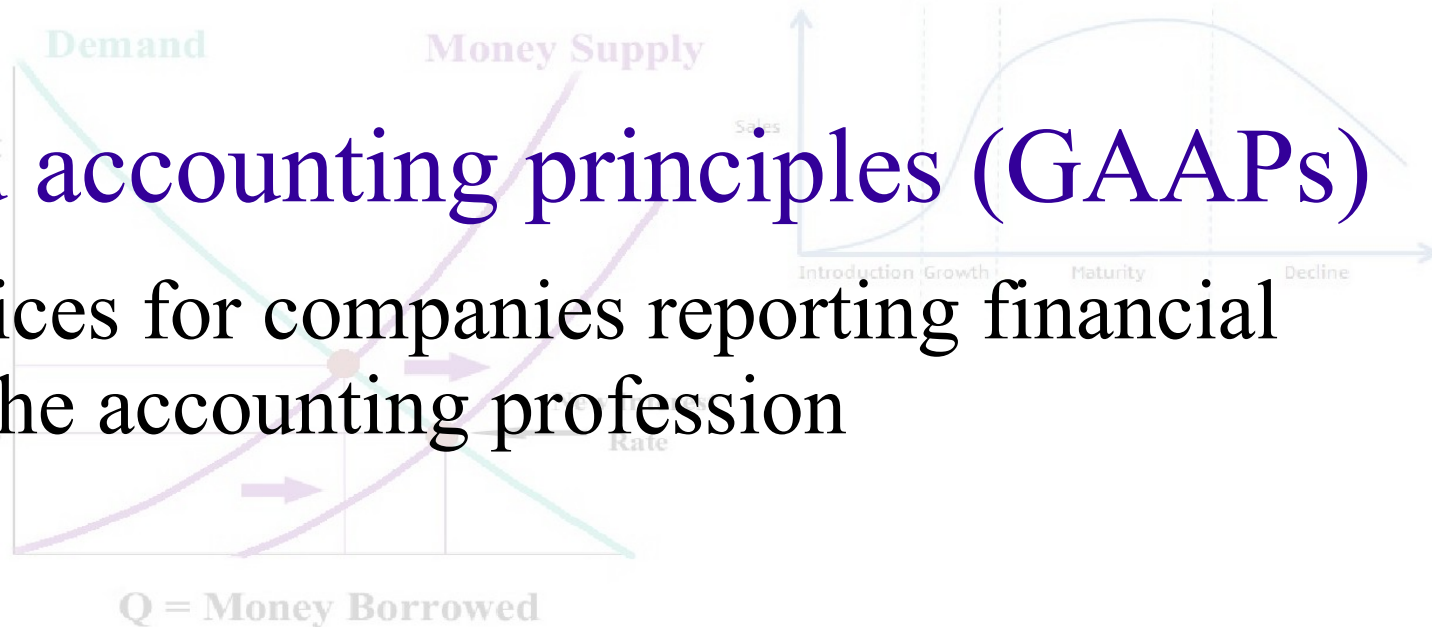 Demand
Money Supply
Sales
accounting principles (GAAPs)
Introduction Growth Maturity Decline
ices for companies reporting financial
he accounting profession
Rate
Q = Money Borrowed